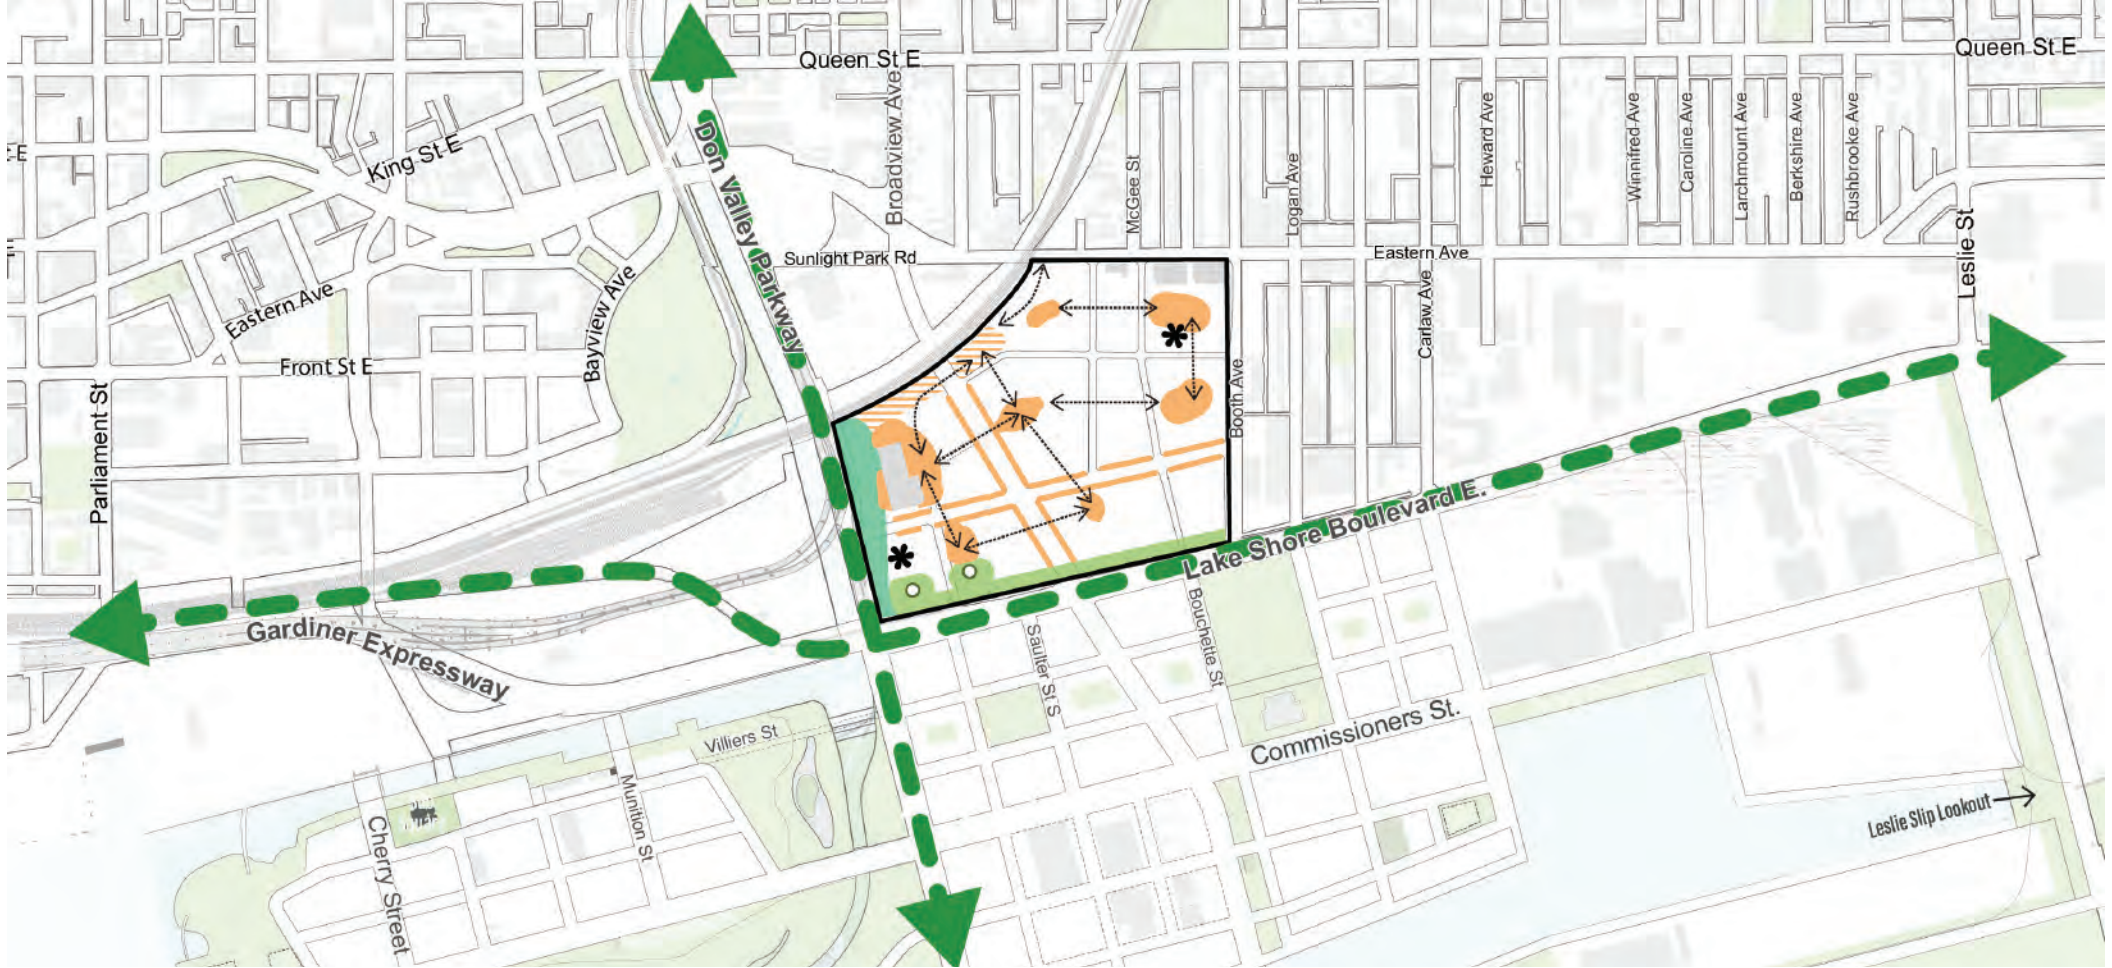 Queen St E
Queen St E
Broadview Ave
Don Valley Parkway
King St E
-E
McGee St
Logan Ave
Heward Ave
Winnifred Ave
Caroline Ave
Larchmount Ave
Berkshire Ave
Rushbrooke Ave
Leslie St
Sunlight Park Rd
Eastern Ave
Eastern Ave
Bayview Ave
Carlaw Ave
Front St E
Parliament St
Booth Ave
Lake Shore Boulevard E.
Gardiner Expressway
Saulter St S
Bouchette St
Villiers St
Commissioners St.
Munition St
Cherry Street
Leslie Slip Lookout